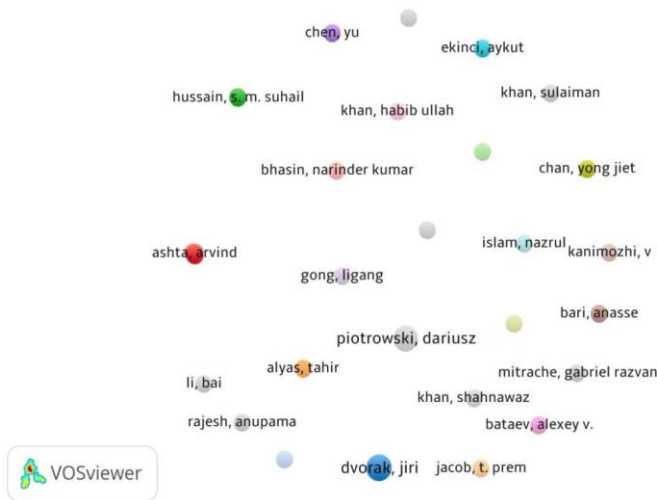 chen, yu
ekinci, aykut
hussain, s. m. suhail
khan, sulaiman
khan, habib ullah
bhasin, narinder kumar
chan, yong jiet
ashta, arvind
islam, nazrul
kanimozhi, v
gong, ligang
bari, anasse
piotrowski, dariusz
alyas, tahir
mitrache, gabriel razvan
li, bai
khan, shahnawaz
rajesh, anupama
bataev, alexey v.
dvorak, jiri
jacob, t. prem
VOSviewer